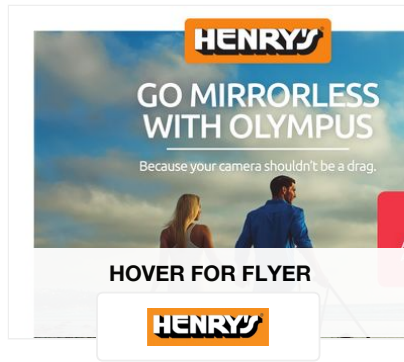 HENRY'S
GO MIRRORLESS
WITH OLYMPUS
Because your camera shouldn't be a drag.
HOVER FOR FLYER
HENRY'S